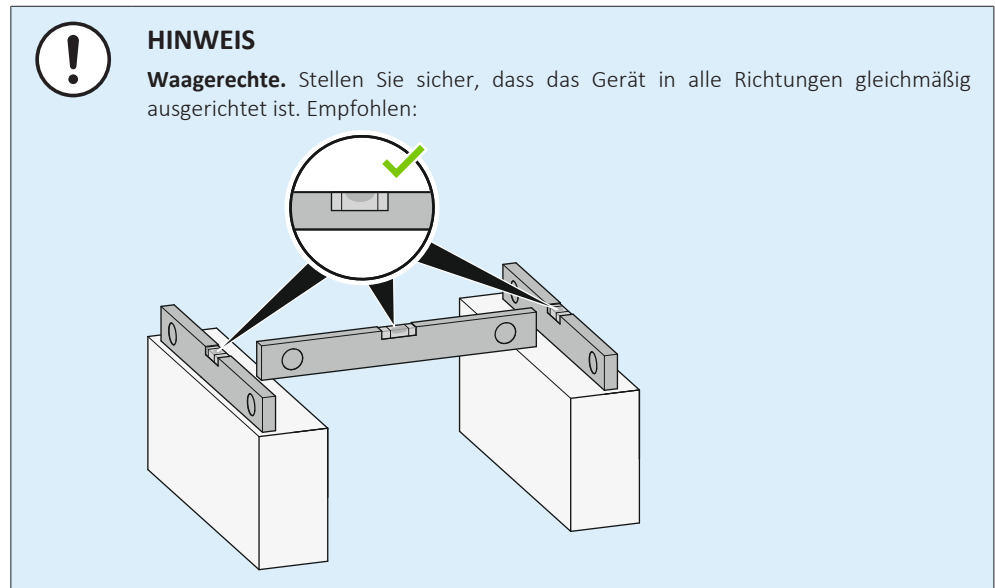 HINWEIS
Waagerechte. Stellen Sie sicher, dass das Gerät in alle Richtungen gleichmäßig
ausgerichtet ist. Empfohlen: